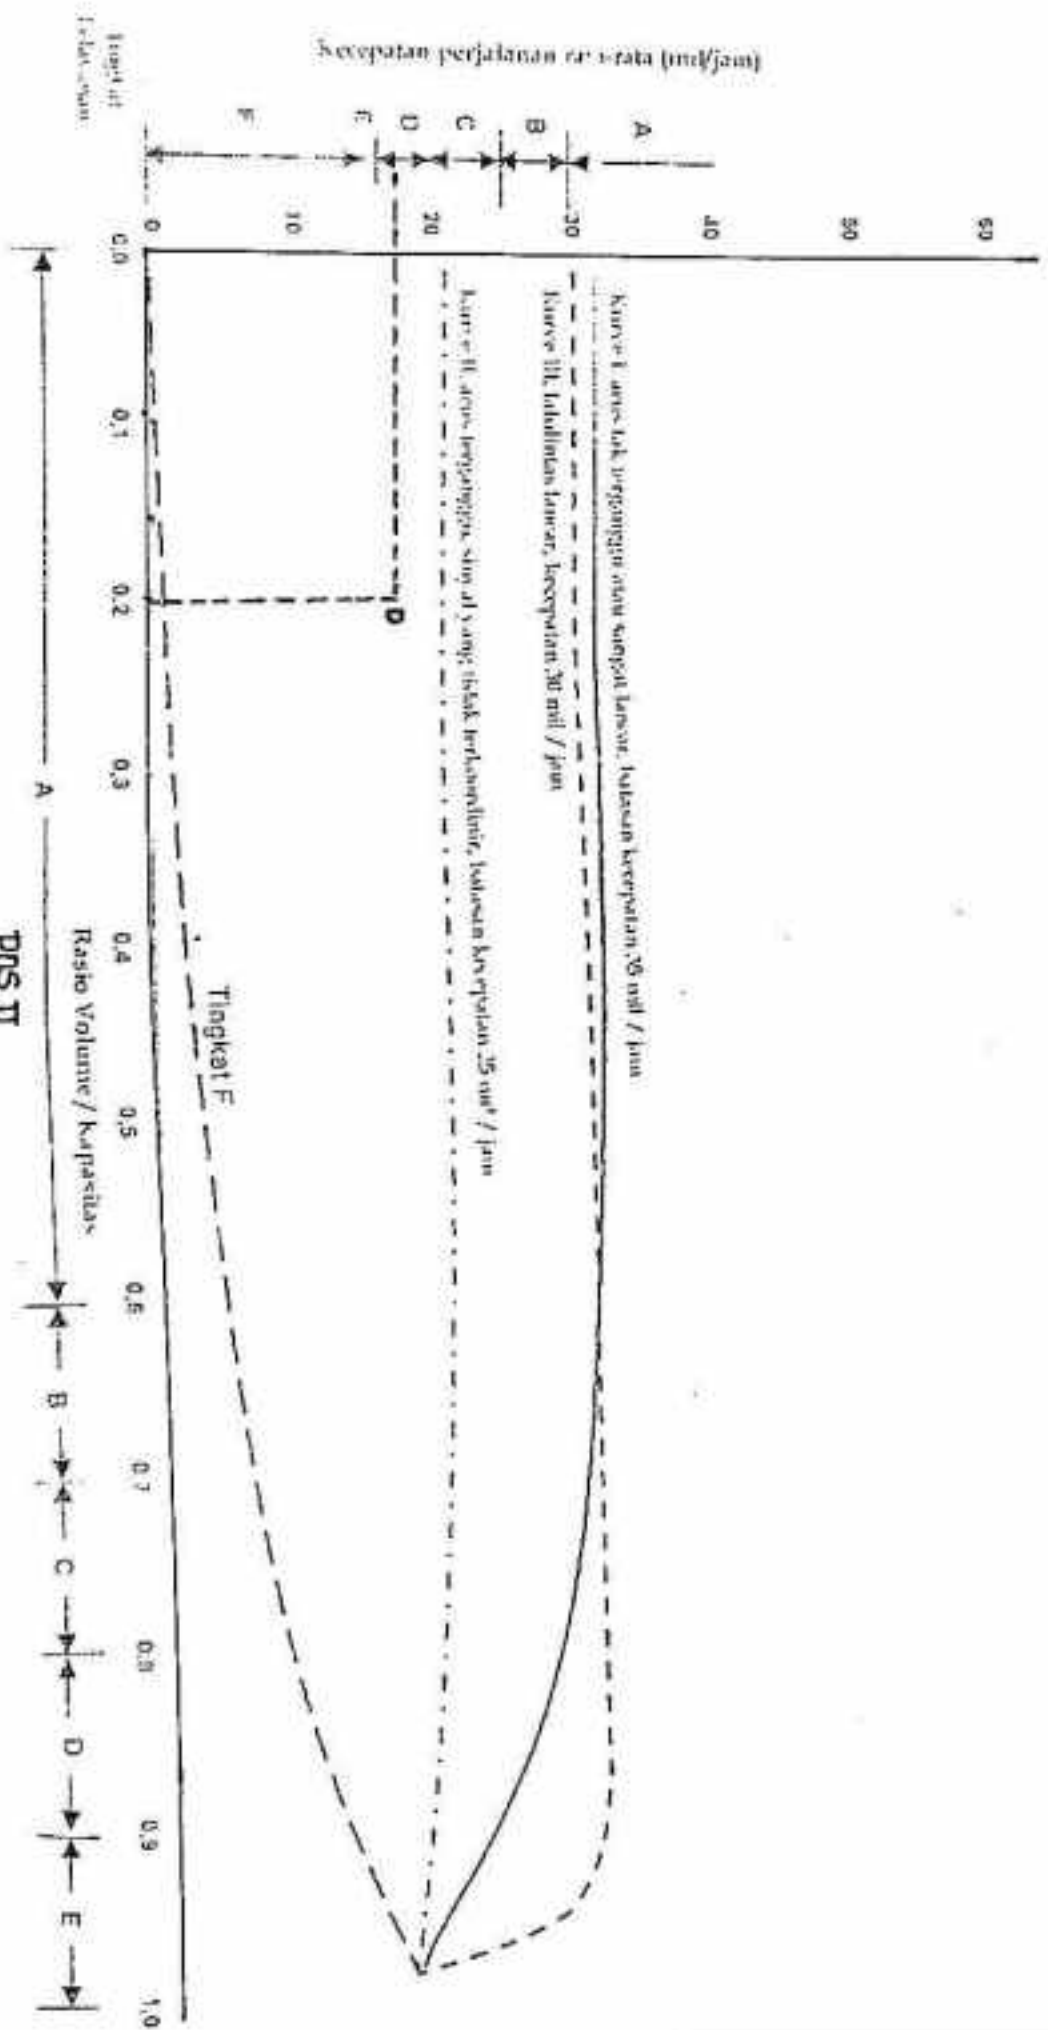 Kecepatan perjalanan rata-rata (mil/jam)
A
B
C
D
E
F
60
50
40
30
20
10
0
Kurve I arus tak terganggu atau sangat lancar, batasan kecepatan 35 mil / jam
Kurve III, lalulintas lancar, kecepatan 30 mil / jam
Kurve II, arus terganggu, sinyal yang tidak terkoordinir, batasan kecepatan 25 mil / jam
D
Tingkat F
0,0
0,1
0,2
0,3
0,4
0,5
0,6
0,7
0,8
0,9
1,0
Rasio Volume / Kapasitas
A
B
C
D
E